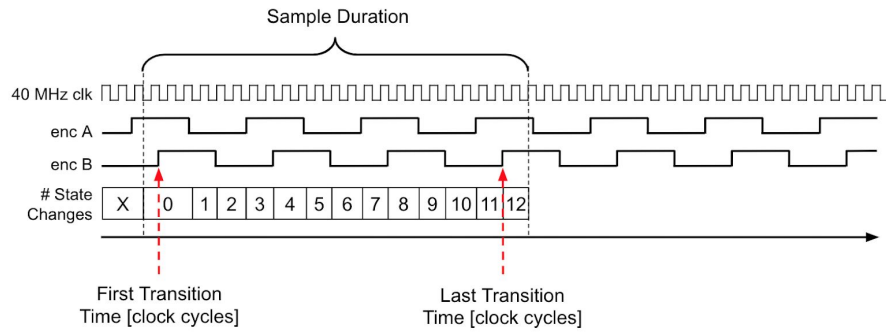 Sample Duration
40 MHz clk
enc A
enc B
# State
Changes
X 0 1 2 3 4 5 6 7 8 9 10 11 12
First Transition
Time [clock cycles]
Last Transition
Time [clock cycles]